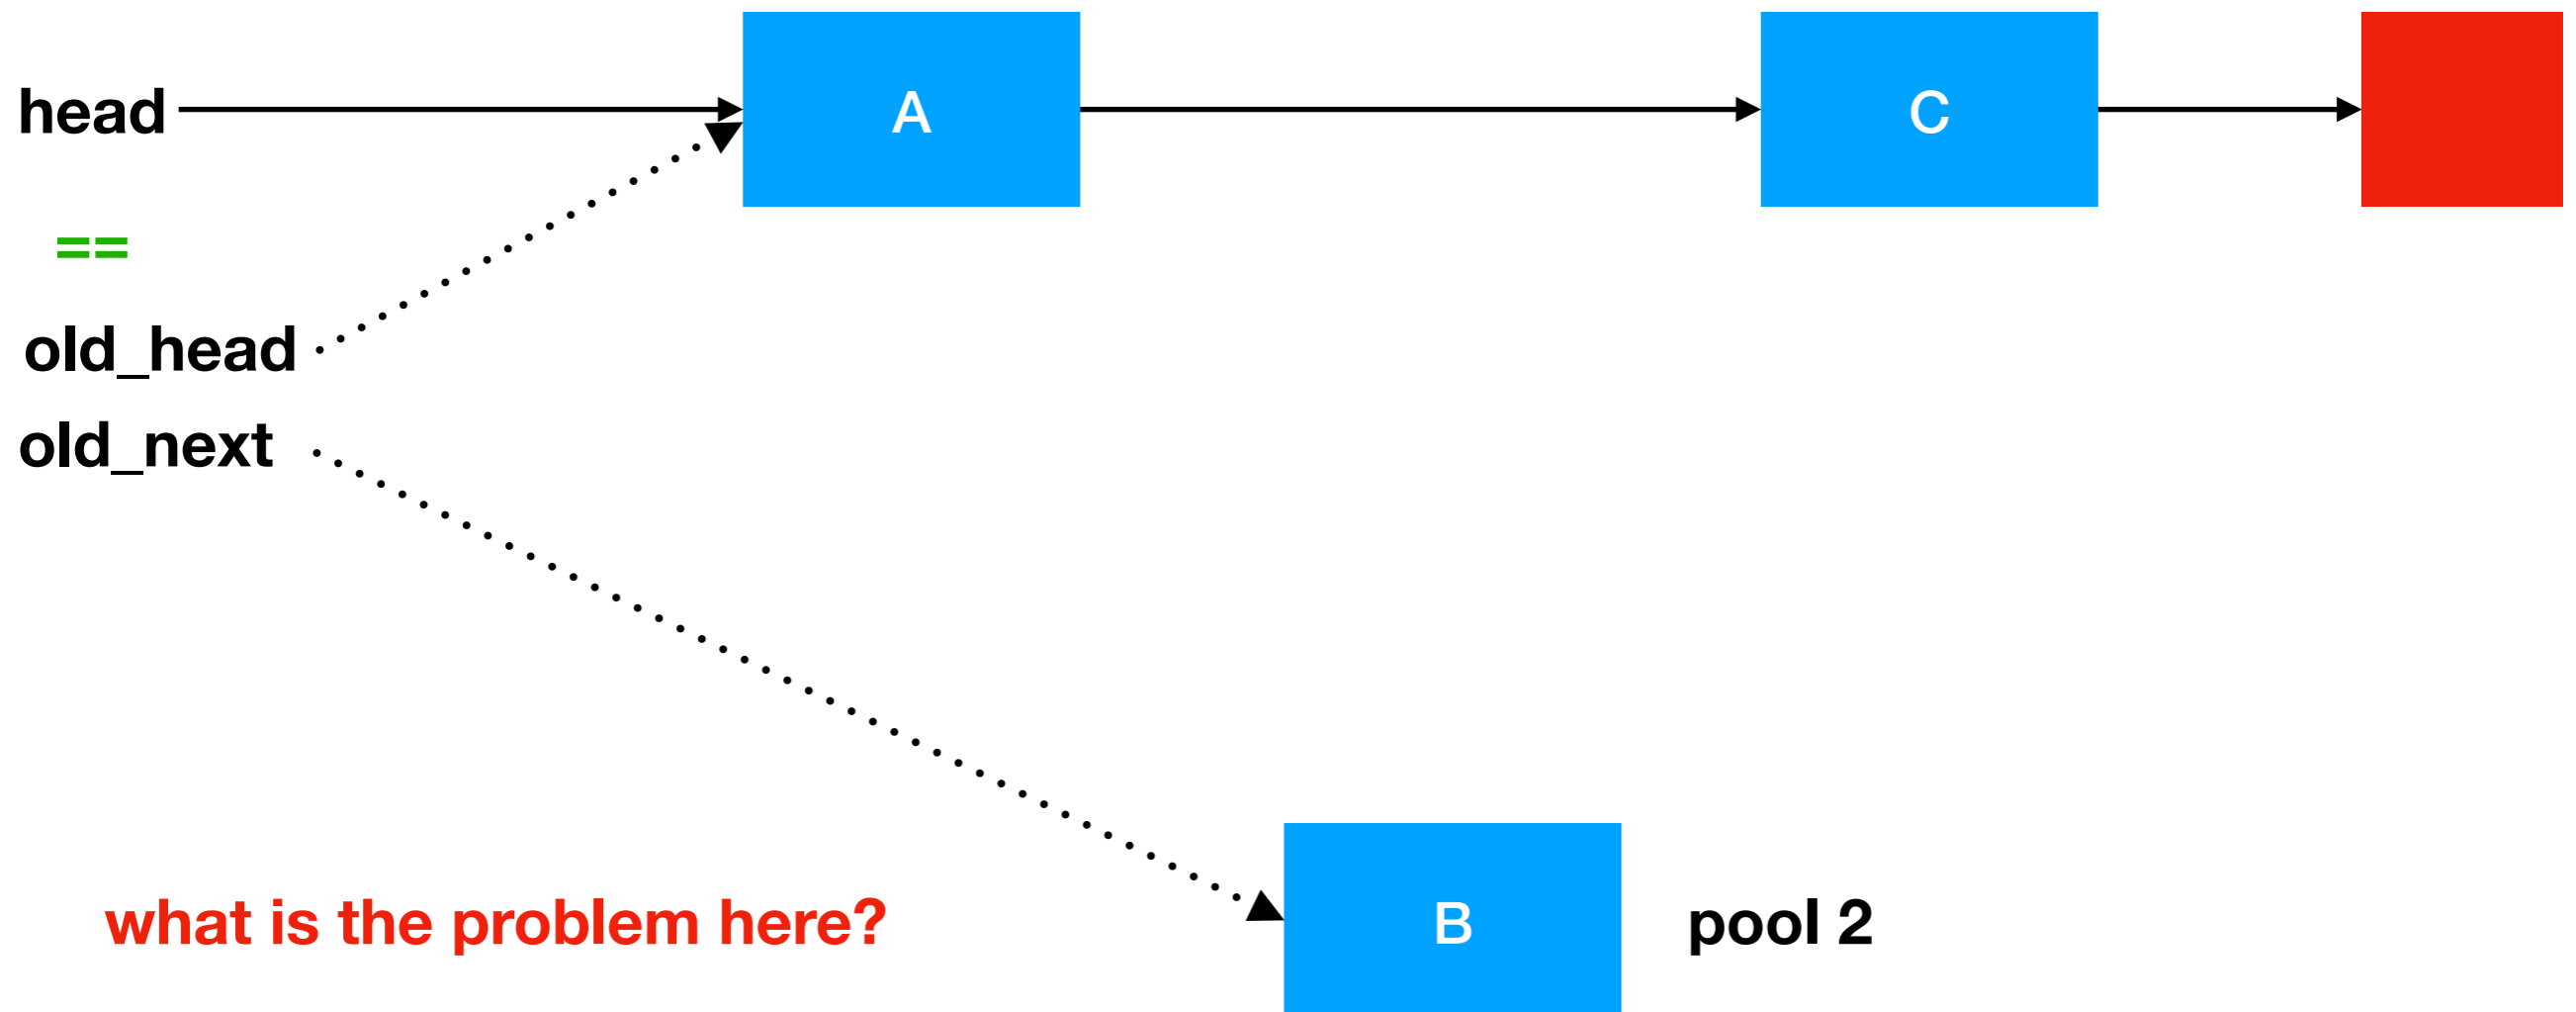 head
A
C
==
old_head
old_next
what is the problem here?
B
pool 2